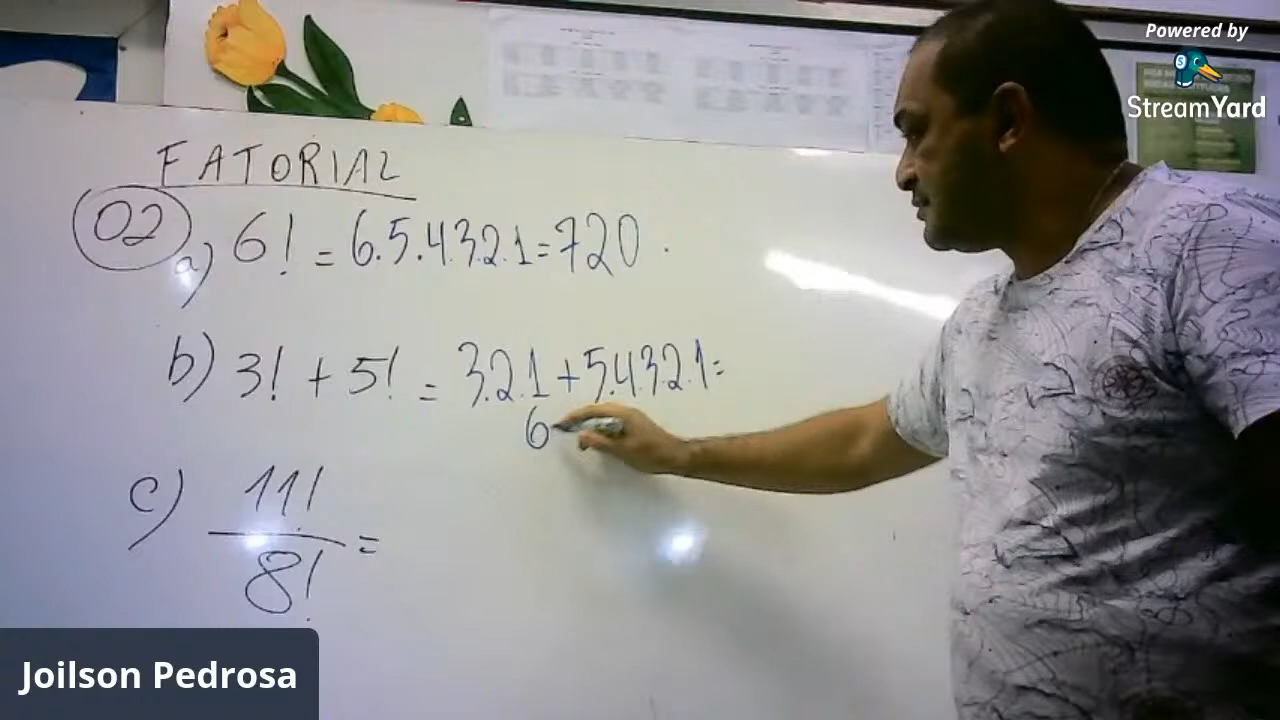 Powered by
StreamYard
FATORIAL
02
a) 6! = 6.5.4.3.2.1=720.
b) 3! + 5! = 3.2.1+5.4.3.2.1=
6
c) 11!
8! =
Joilson Pedrosa